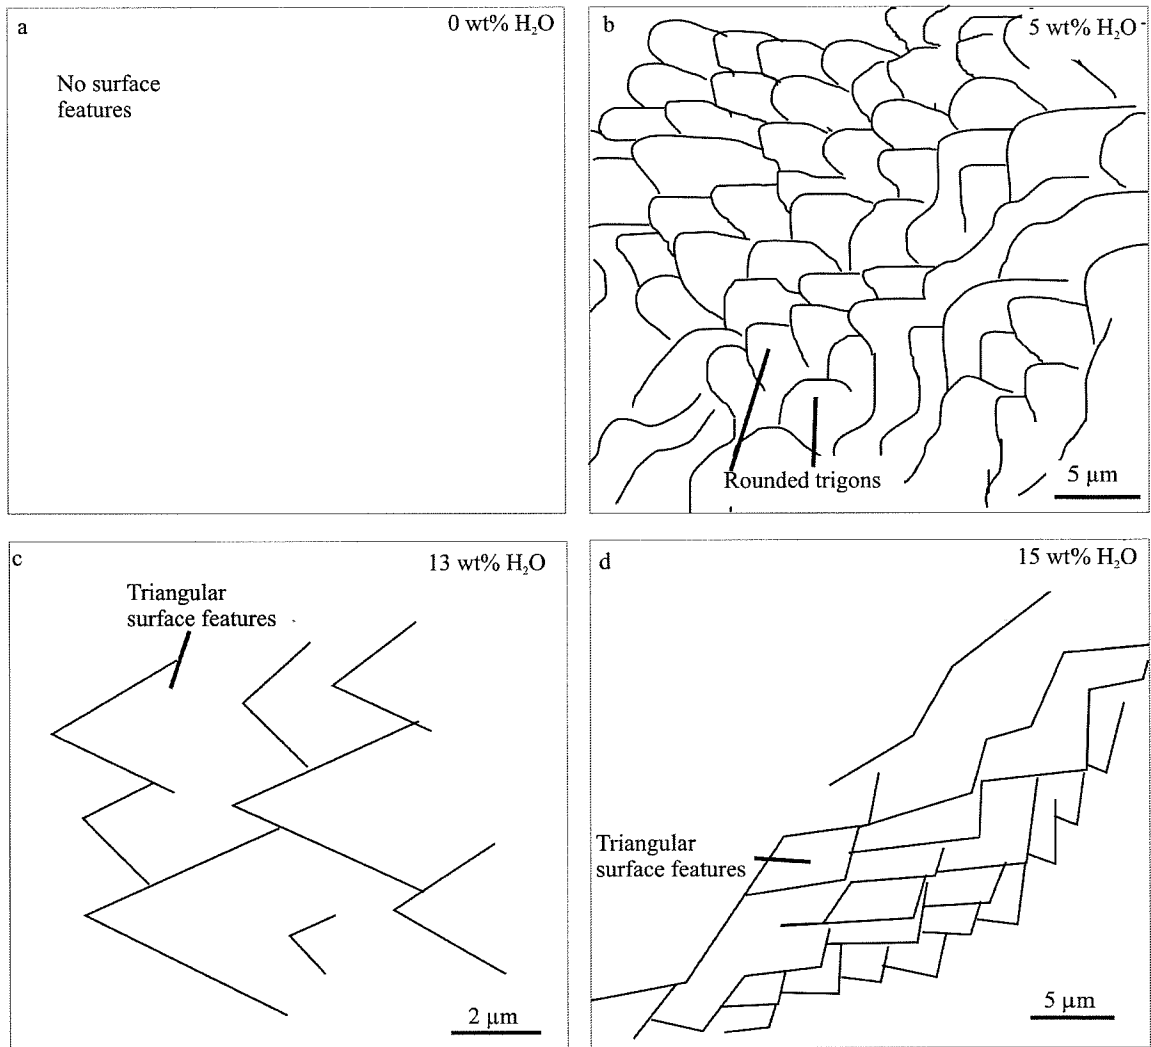 a
0 wt% H₂O
No surface
features
b
5 wt% H₂O
Rounded trigons
5 µm
c
13 wt% H₂O
Triangular
surface features
2 µm
d
15 wt% H₂O
Triangular
surface features
5 µm